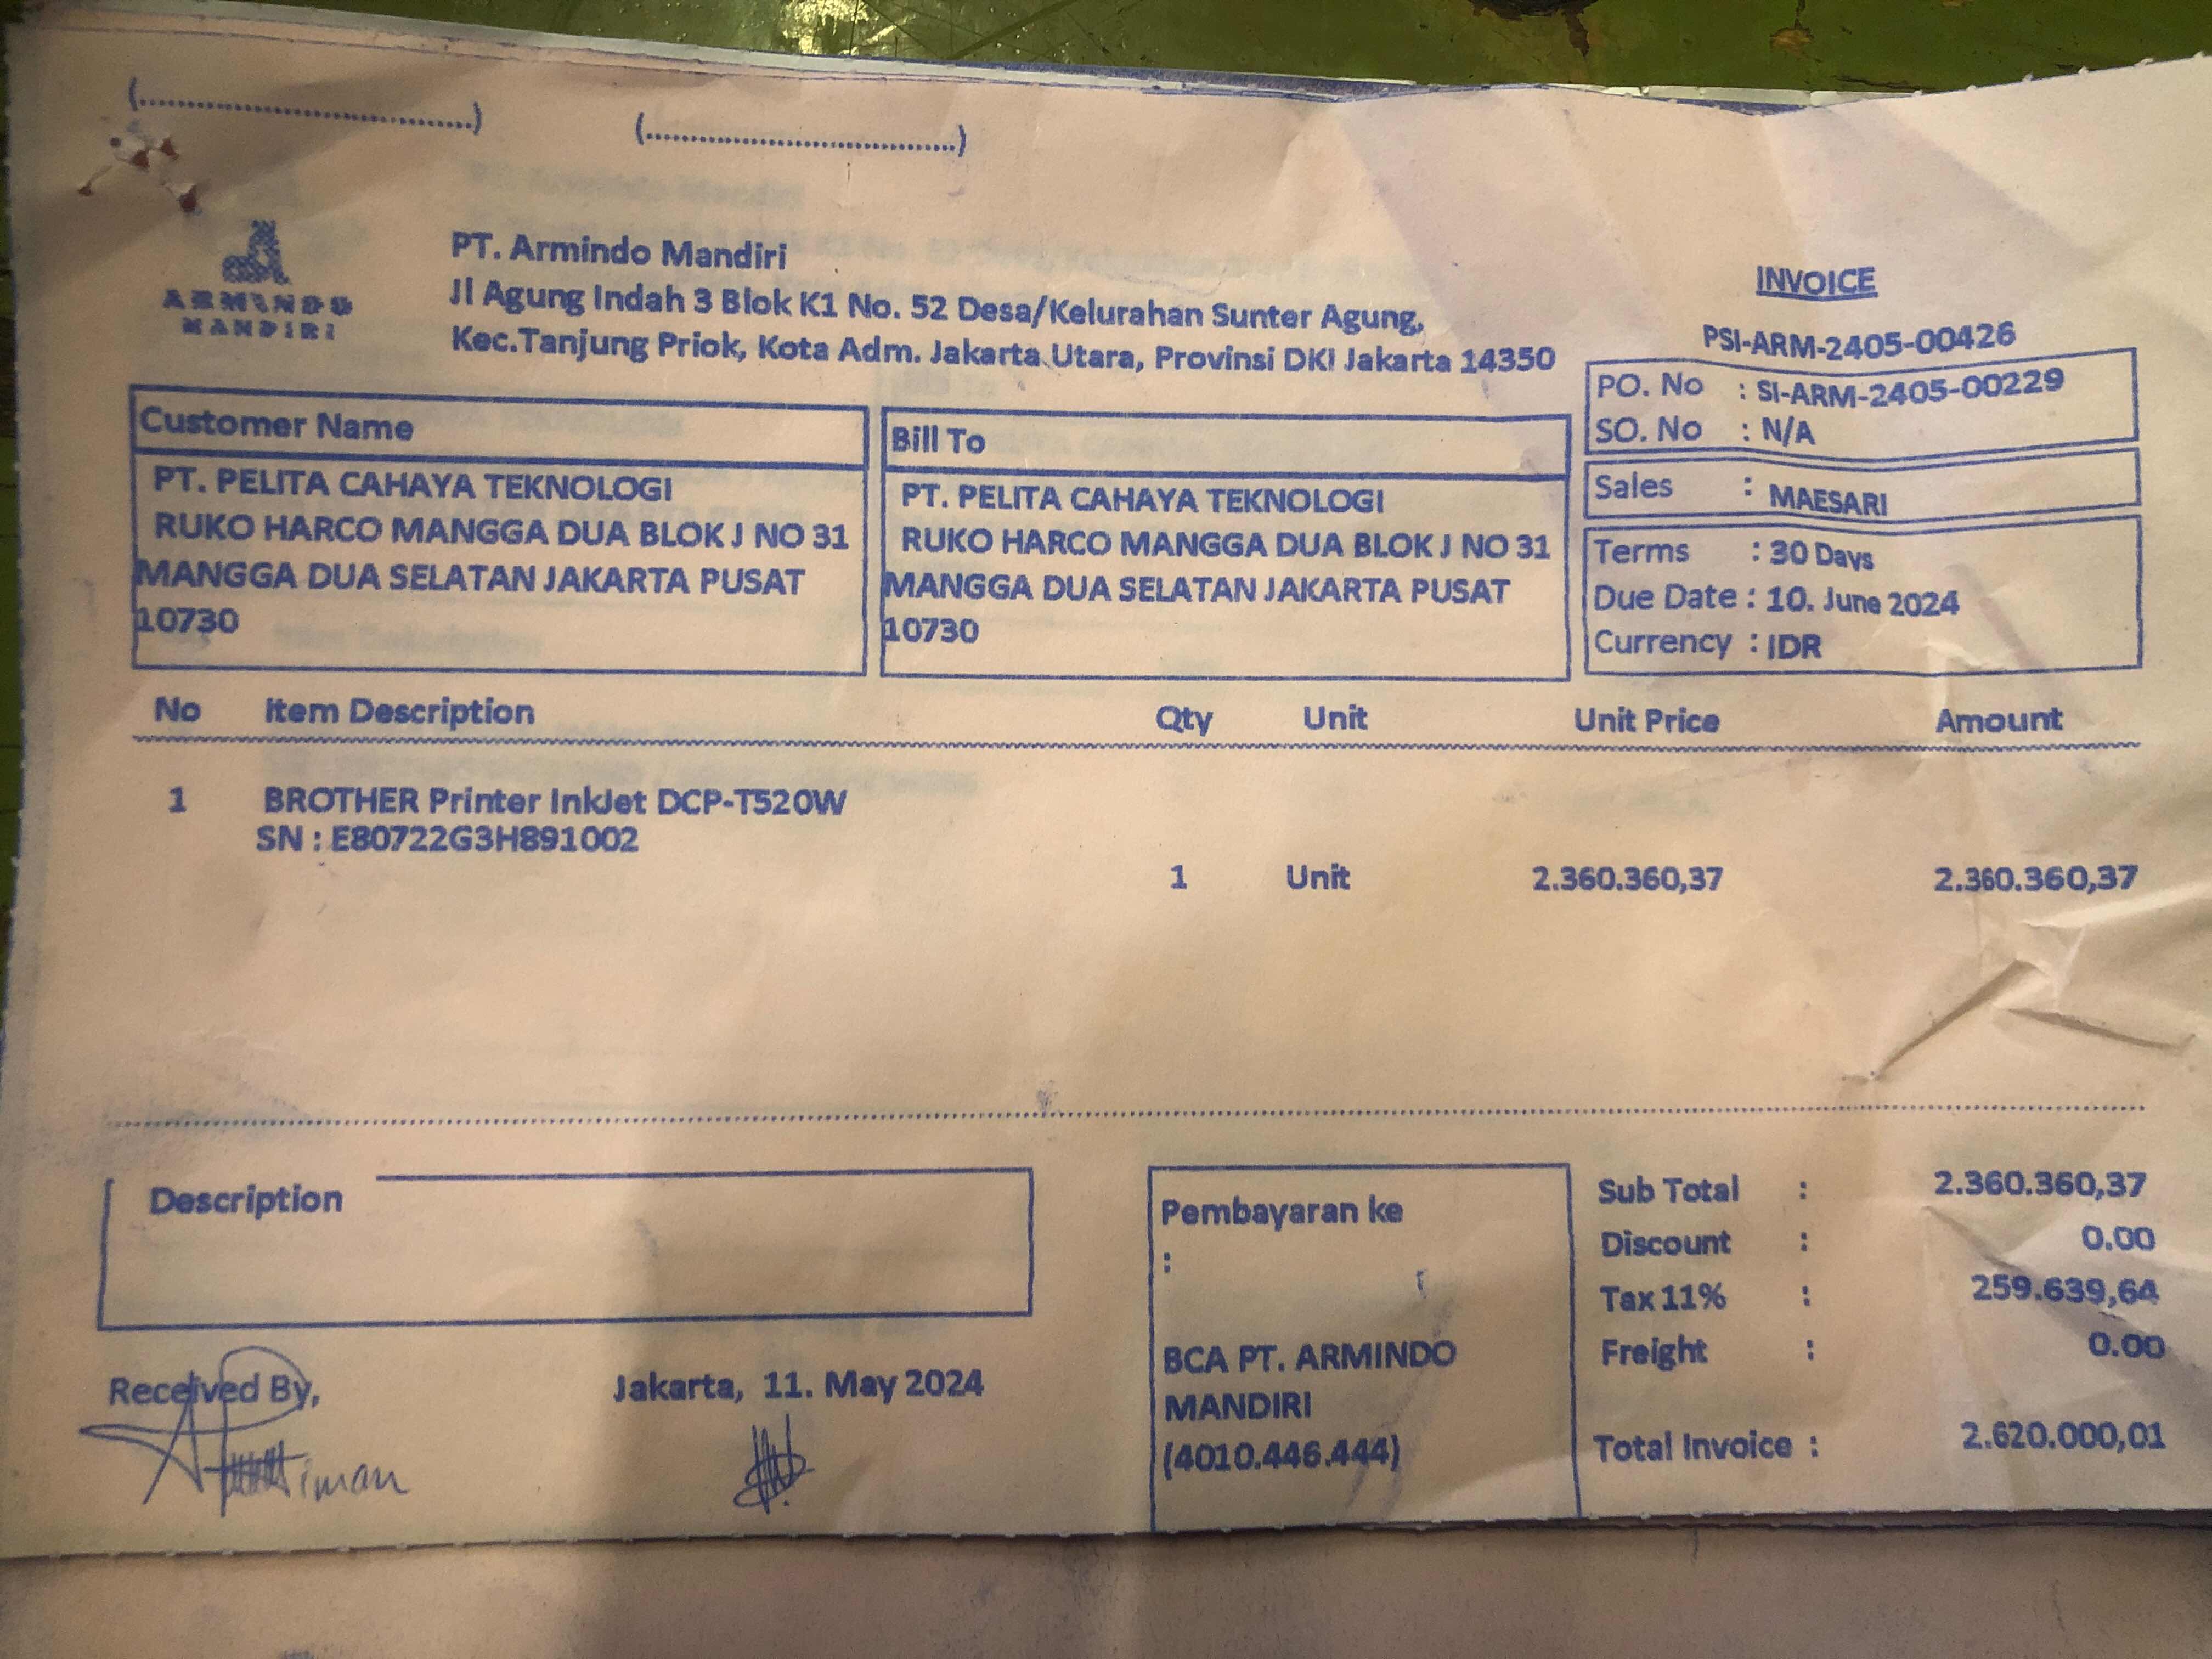 (....................................)
(....................................)
ARMINDO
MANDIRI
PT. Armindo Mandiri
Jl Agung Indah 3 Blok K1 No. 52 Desa/Kelurahan Sunter Agung,
Kec.Tanjung Priok, Kota Adm. Jakarta Utara, Provinsi DKI Jakarta 14350
INVOICE
PSI-ARM-2405-00426
PO. No : SI-ARM-2405-00229
SO. No : N/A
Sales : MAESARI
Terms : 30 Days
Due Date : 10. June 2024
Currency : IDR
Customer Name
PT. PELITA CAHAYA TEKNOLOGI
RUKO HARCO MANGGA DUA BLOK J NO 31
MANGGA DUA SELATAN JAKARTA PUSAT
10730
Bill To
PT. PELITA CAHAYA TEKNOLOGI
RUKO HARCO MANGGA DUA BLOK J NO 31
MANGGA DUA SELATAN JAKARTA PUSAT
10730
No Item Description Qty Unit Unit Price Amount
1 BROTHER Printer InkJet DCP-T520W
SN : E80722G3H891002
1 Unit 2.360.360,37 2.360.360,37
Description
Received By,
Jakarta, 11. May 2024
Pembayaran ke
:
BCA PT. ARMINDO
MANDIRI
(4010.446.444)
Sub Total : 2.360.360,37
Discount : 0.00
Tax 11% : 259.639,64
Freight : 0.00
Total Invoice : 2.620.000,01